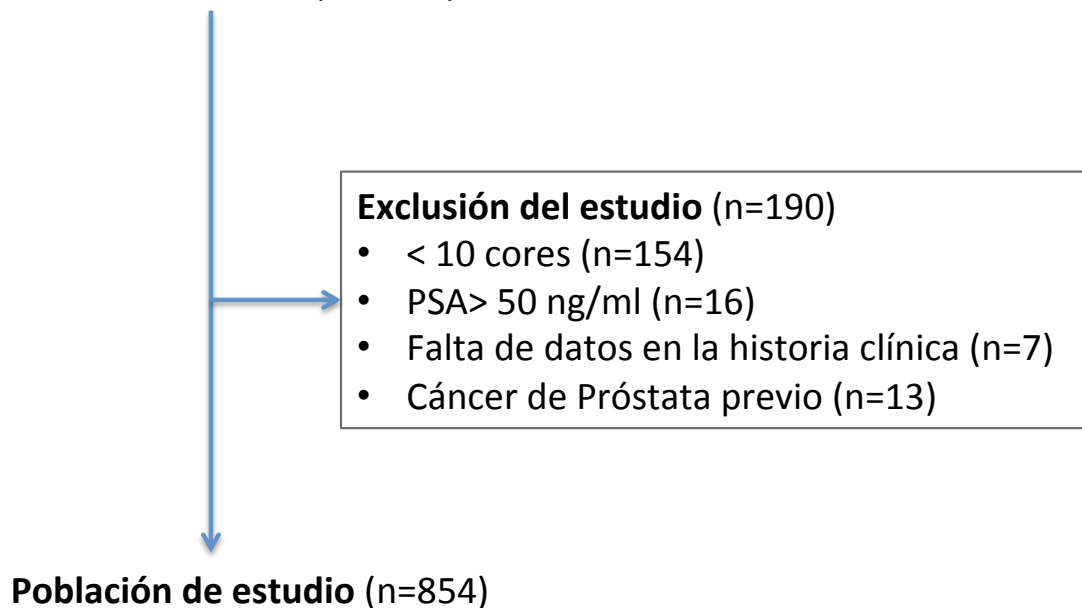 Exclusión del estudio (n=190)
• < 10 cores (n=154)
• PSA> 50 ng/ml (n=16)
• Falta de datos en la historia clínica (n=7)
• Cáncer de Próstata previo (n=13)
Población de estudio (n=854)